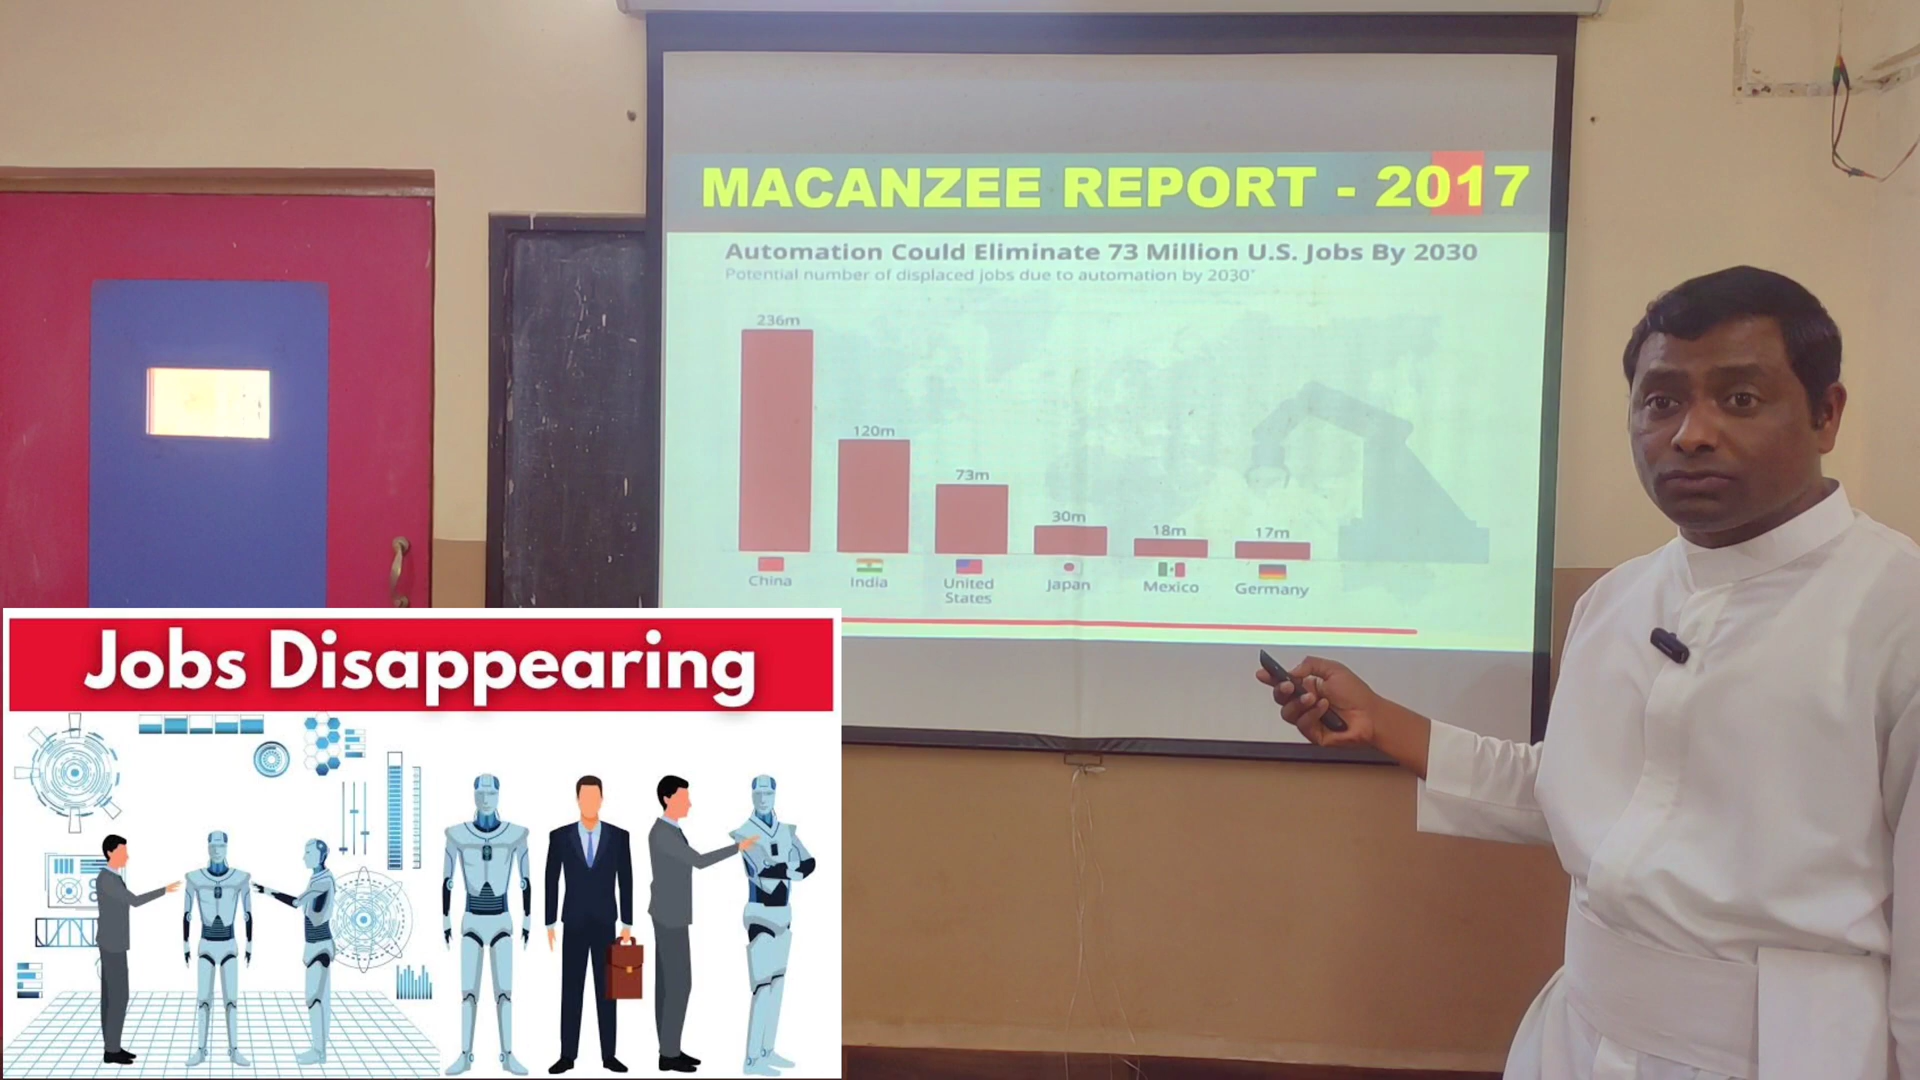 MACANZEE REPORT - 2017
Automation Could Eliminate 73 Million U.S. Jobs By 2030
Potential number of displaced jobs due to automation by 2030*
236m
120m
73m
30m
18m
17m
China
India
United States
Japan
Mexico
Germany
Jobs Disappearing